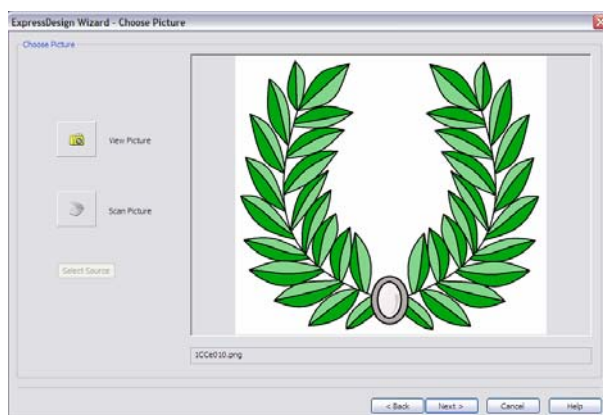 ExpressDesign Wizard - Choose Picture
Choose Picture
View Picture
Scan Picture
Select Source
1CCe010.png
< Back
Next >
Cancel
Help